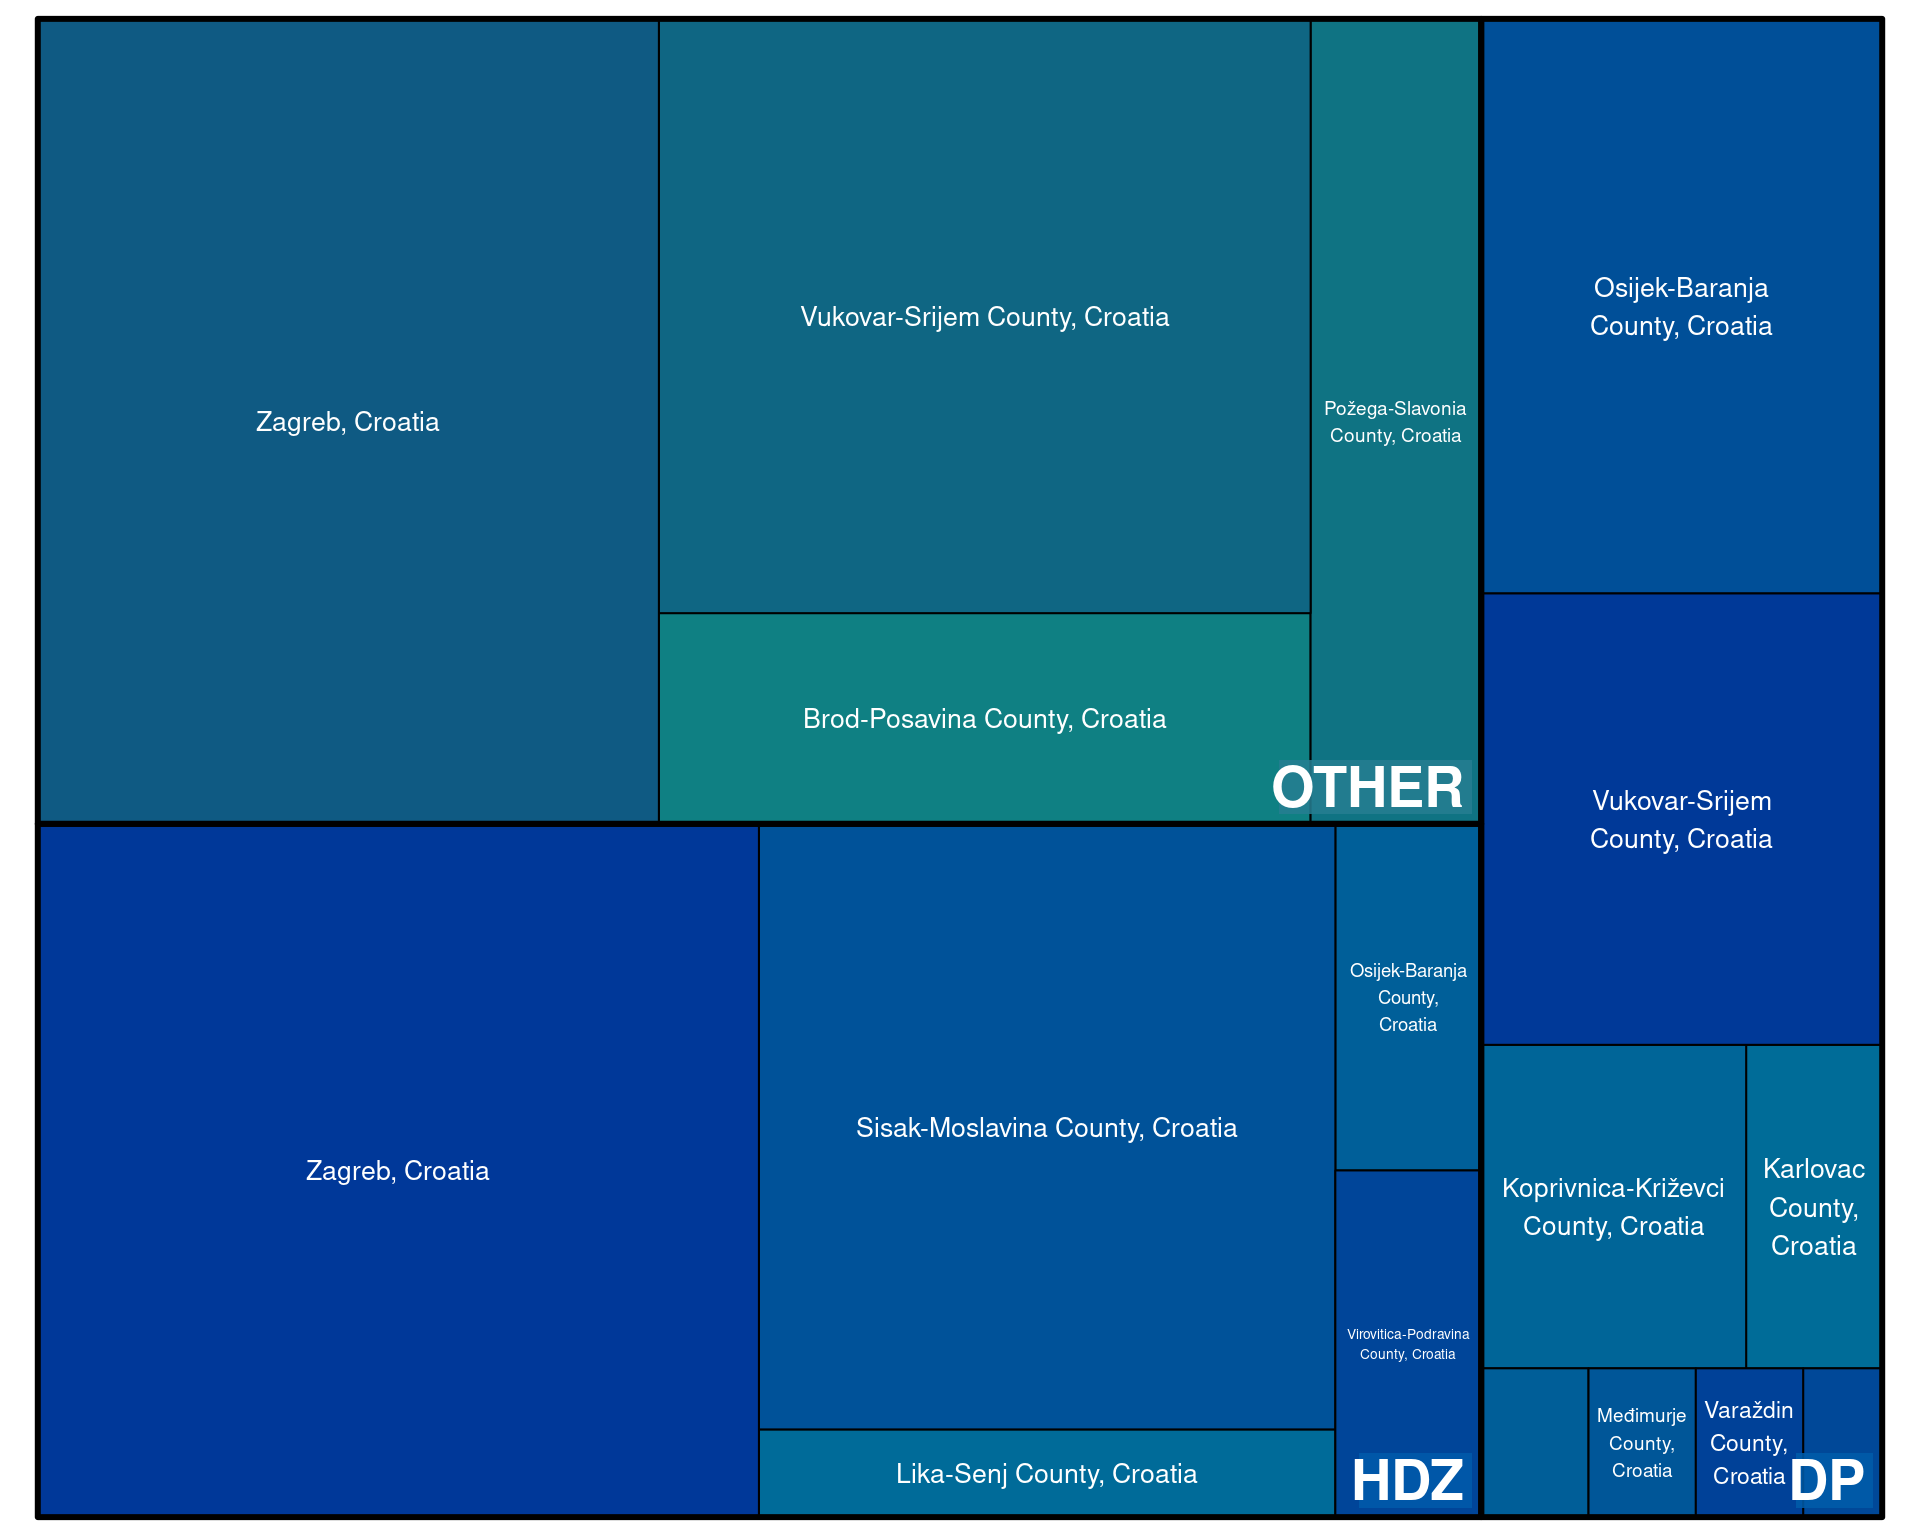 Zagreb, Croatia
Vukovar-Srijem County, Croatia
Požega-Slavonia
County, Croatia
Brod-Posavina County, Croatia
OTHER
Osijek-Baranja
County, Croatia
Vukovar-Srijem
County, Croatia
Zagreb, Croatia
Sisak-Moslavina County, Croatia
Osijek-Baranja
County,
Croatia
Virovitica-Podravina
County, Croatia
Lika-Senj County, Croatia
HDZ
Koprivnica-Križevci
County, Croatia
Karlovac
County,
Croatia
Međimurje
County,
Croatia
Varaždin
County,
Croatia
DP